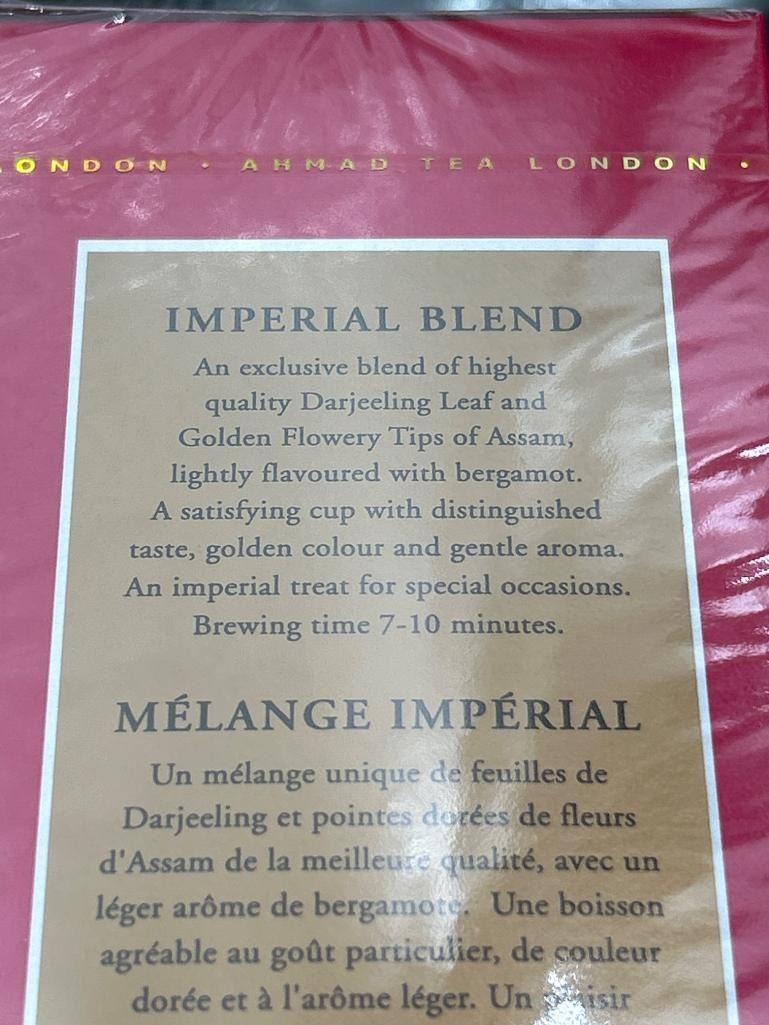 ONDON · AHMAD TEA LONDON ·
IMPERIAL BLEND
An exclusive blend of highest
quality Darjeeling Leaf and
Golden Flowery Tips of Assam,
lightly flavoured with bergamot.
A satisfying cup with distinguished
taste, golden colour and gentle aroma.
An imperial treat for special occasions.
Brewing time 7-10 minutes.
MÉLANGE IMPÉRIAL
Un mélange unique de feuilles de
Darjeeling et pointes dorées de fleurs
d'Assam de la meilleure qualité, avec un
léger arôme de bergamote. Une boisson
agréable au goût particulier, de couleur
dorée et à l'arôme léger. Un